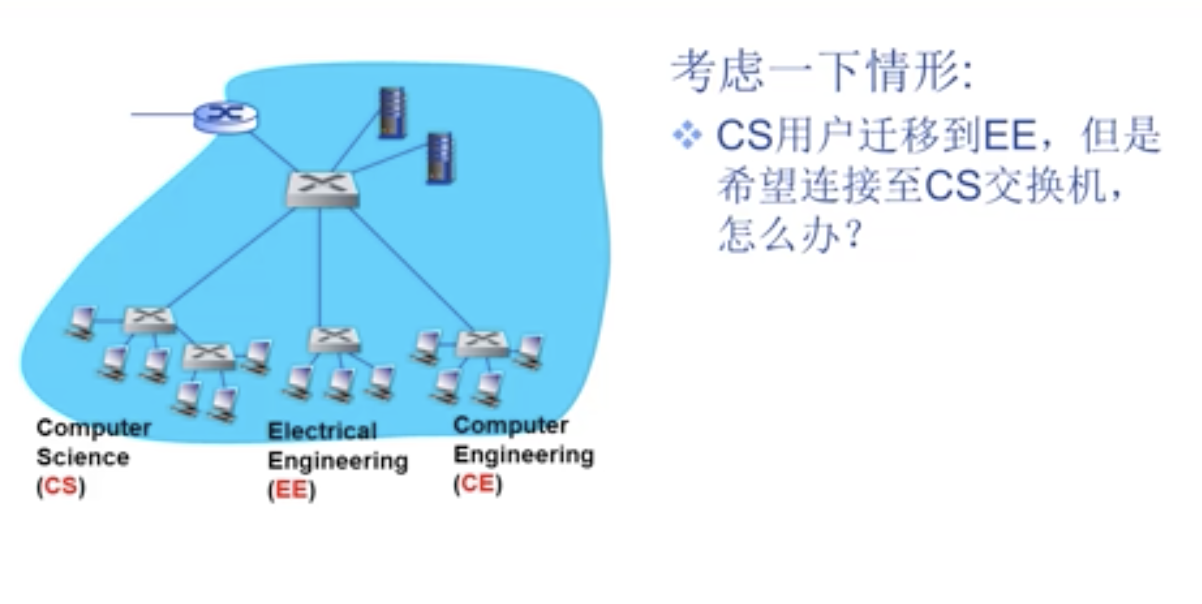 考虑一下情形:
CS用户迁移到EE，但是
希望连接至CS交换机，
怎么办？
Computer
Science
(CS)
Electrical
Engineering
(EE)
Computer
Engineering
(CE)